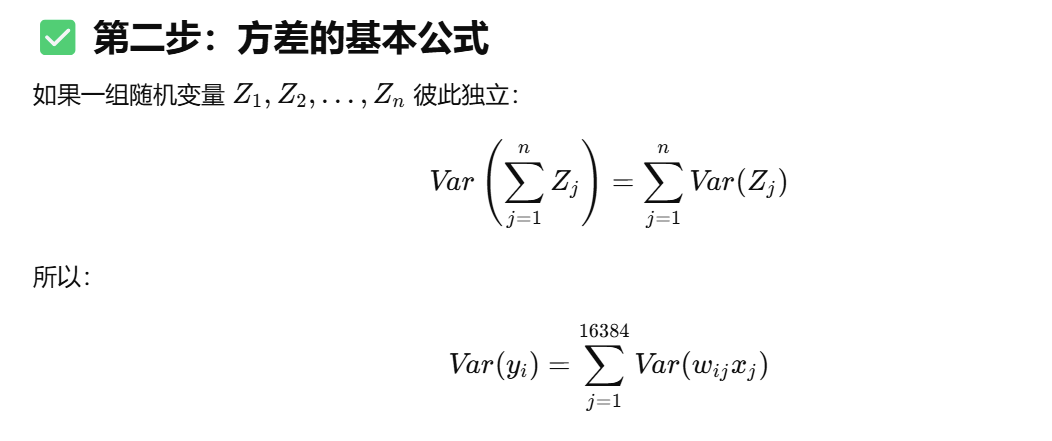 ✅ 第二步：方差的基本公式
如果一组随机变量 $Z_1, Z_2, \ldots, Z_n$ 彼此独立：
$$Var\left(\sum_{j=1}^{n} Z_j\right) = \sum_{j=1}^{n} Var(Z_j)$$
所以：
$$Var(y_i) = \sum_{j=1}^{16384} Var(w_{ij}x_j)$$